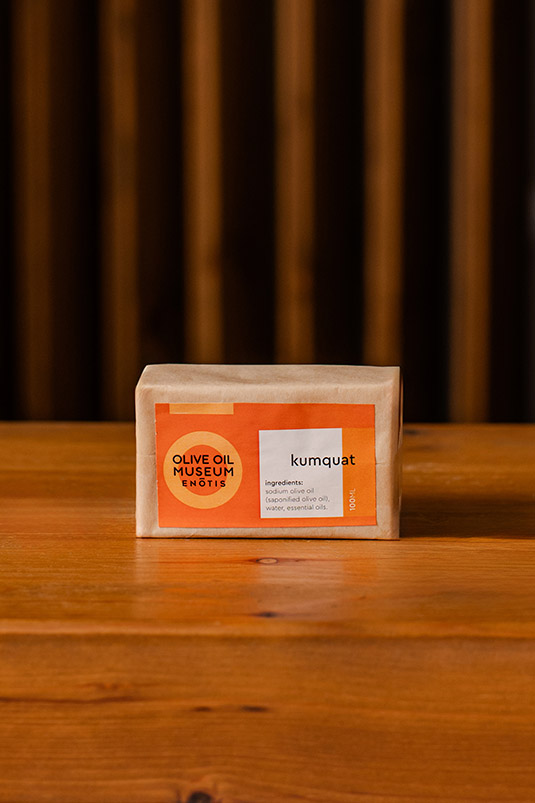 OLIVE OIL
MUSEUM
ENŌTIS
kumquat
ingredients:
sodium olive oil
(saponified olive oil),
water, essential oils.
100ML